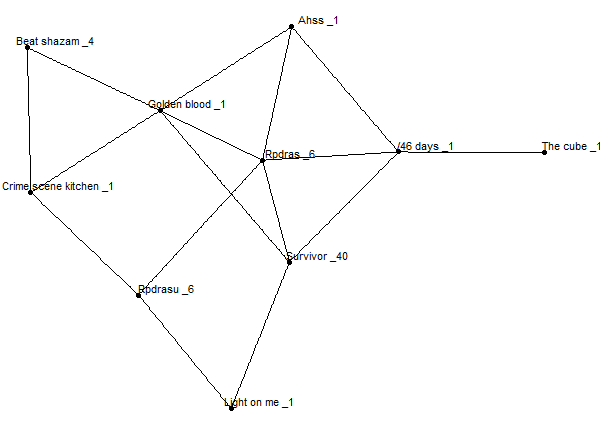 Ahss _1
Beat shazam _4
Golden blood _1
/46 days _1
The cube _1
Rpdras _6
Crime scene kitchen _1
Survivor _40
Rpdrasu _6
Light on me _1